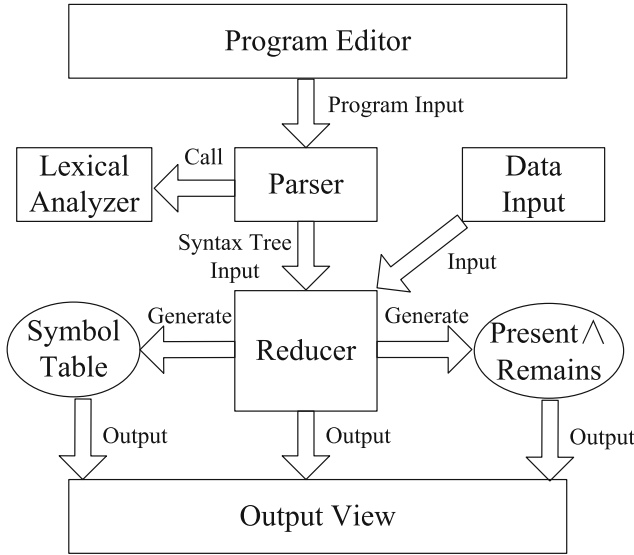 Program Editor
Program Input
Lexical
Analyzer
Call
Parser
Data
Input
Syntax Tree
Input
Input
Symbol
Table
Generate
Reducer
Generate
Present∧
Remains
Output
Output
Output
Output View